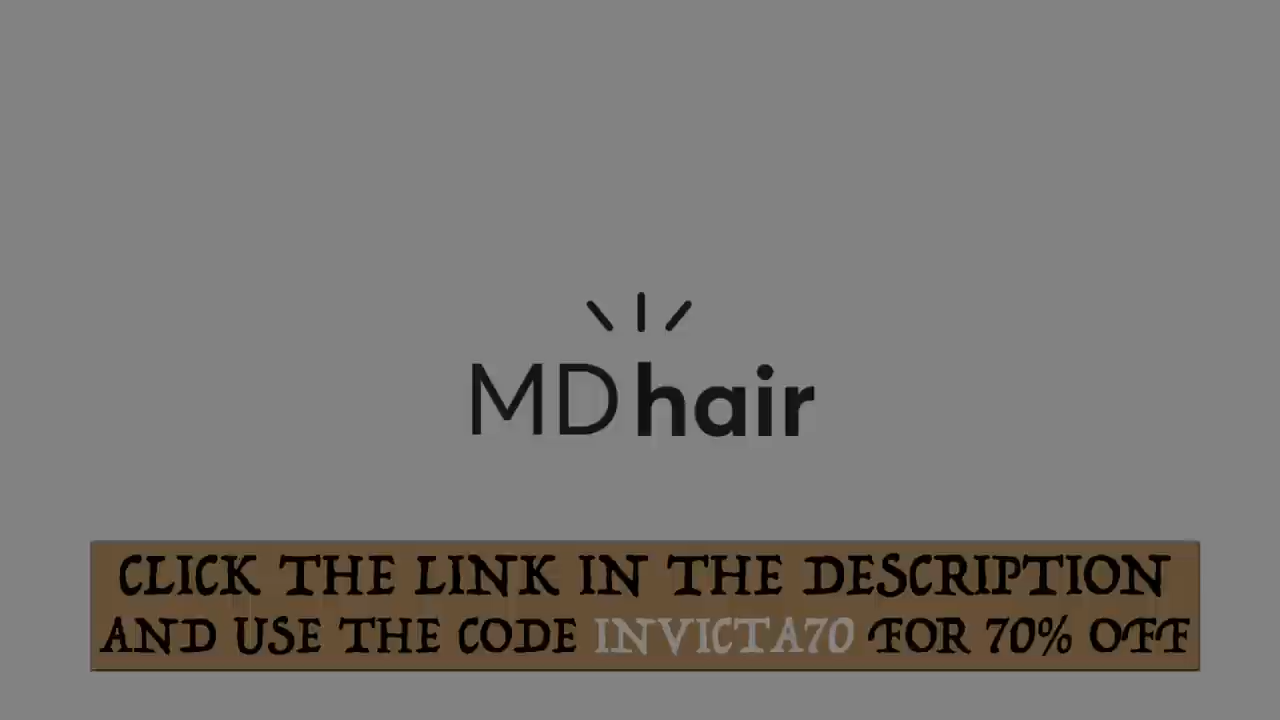 MDhair
CLICK THE LINK IN THE DESCRIPTION
AND USE THE CODE INVICTA70 FOR 70% OFF